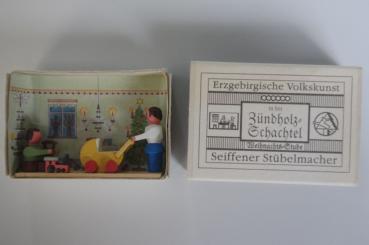 Erzgebirgische Volkskunst
in der
Zündholz-
Schachtel
Weihnachts-Stube
Seiffener Stübelmacher